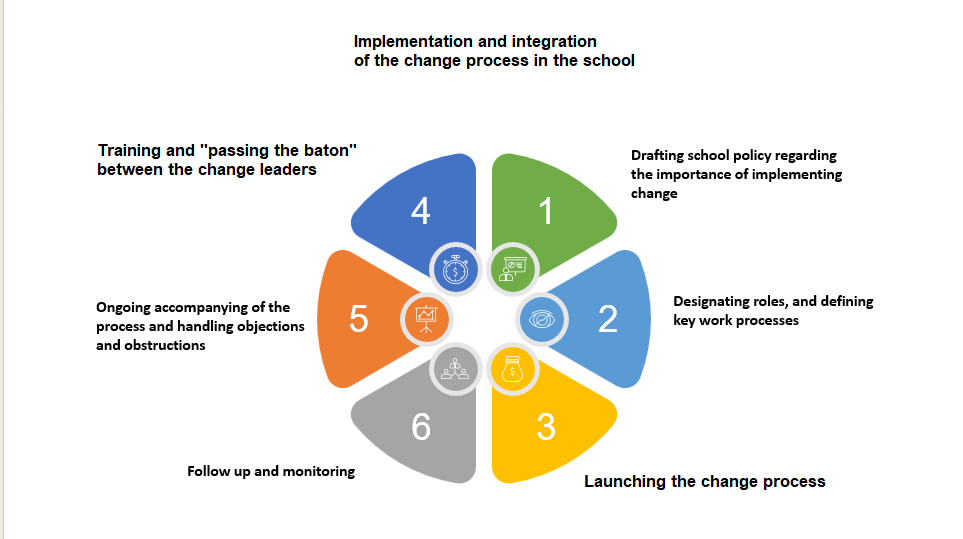 Implementation and integration
of the change process in the school
1
Drafting school policy regarding
the importance of implementing
change
2
Designating roles, and defining
key work processes
3
Launching the change process
4
Training and "passing the baton"
between the change leaders
5
Ongoing accompanying of the
process and handling objections
and obstructions
6
Follow up and monitoring
$
$